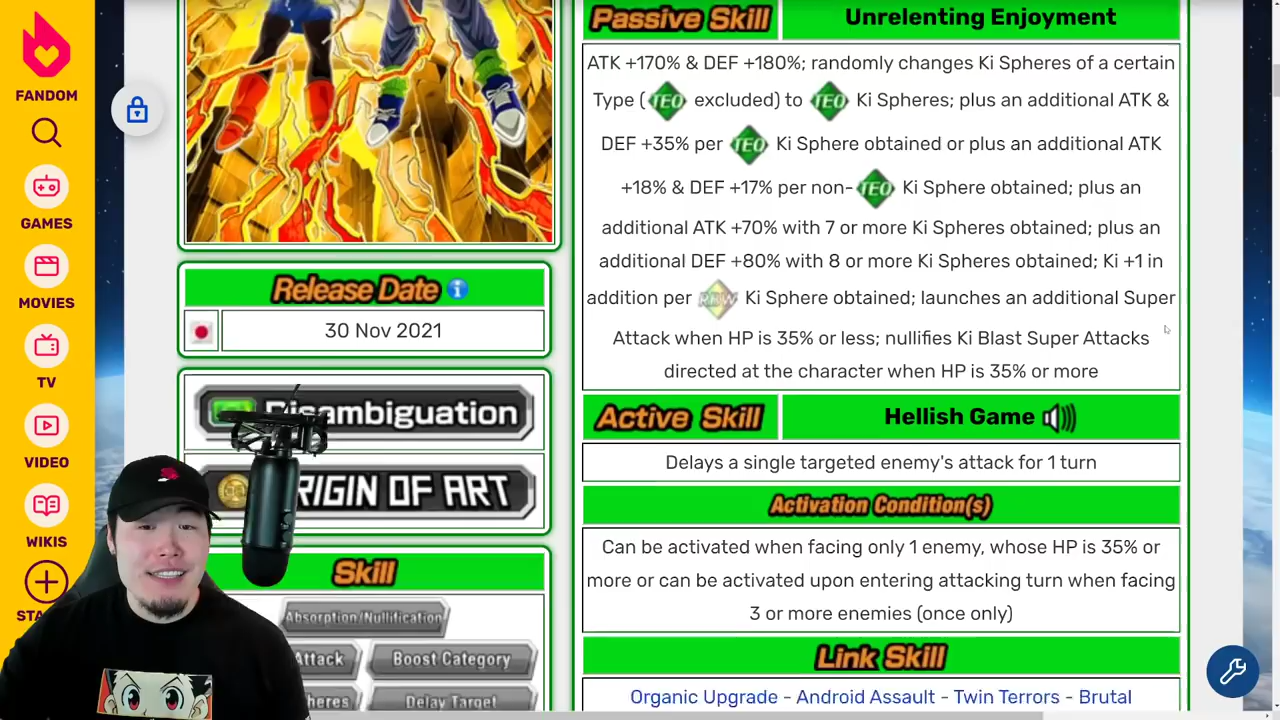 FANDOM
GAMES
MOVIES
TV
VIDEO
WIKIS
Release Date
30 Nov 2021
Disambiguation
ORIGIN OF ART
Skill
Absorption/Nullification
Attack
Boost Category
Delay Target
Passive Skill
Unrelenting Enjoyment
ATK +170% & DEF +180%; randomly changes Ki Spheres of a certain
Type (TEQ excluded) to TEQ Ki Spheres; plus an additional ATK &
DEF +35% per TEQ Ki Sphere obtained or plus an additional ATK
+18% & DEF +17% per non-TEQ Ki Sphere obtained; plus an
additional ATK +70% with 7 or more Ki Spheres obtained; plus an
additional DEF +80% with 8 or more Ki Spheres obtained; Ki +1 in
addition per RBW Ki Sphere obtained; launches an additional Super
Attack when HP is 35% or less; nullifies Ki Blast Super Attacks
directed at the character when HP is 35% or more
Active Skill
Hellish Game
Delays a single targeted enemy's attack for 1 turn
Activation Condition(s)
Can be activated when facing only 1 enemy, whose HP is 35% or
more or can be activated upon entering attacking turn when facing
3 or more enemies (once only)
Link Skill
Organic Upgrade - Android Assault - Twin Terrors - Brutal